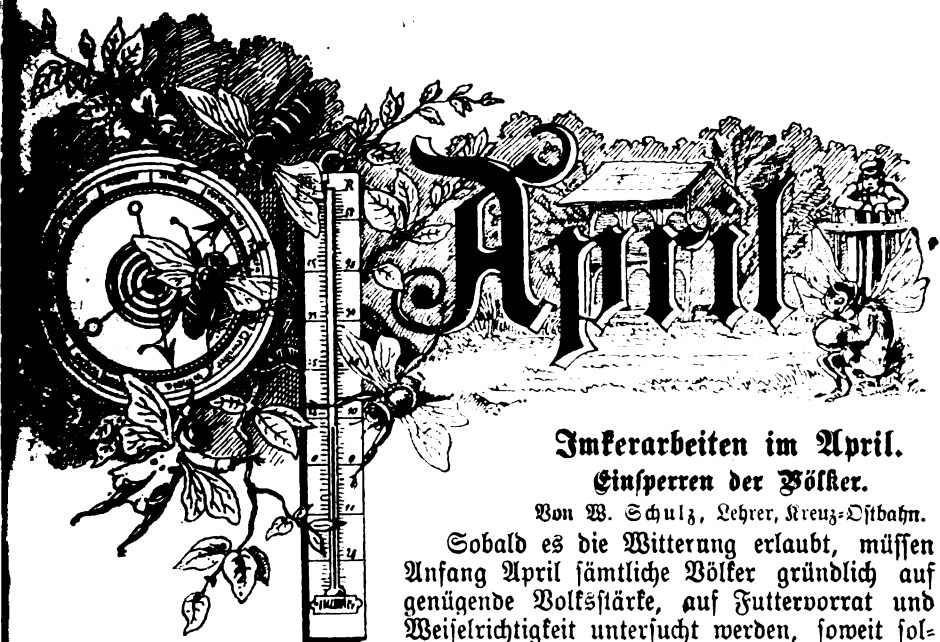 April
Imkerarbeiten im April.
Einsperren der Völker.
Von W. Schulz, Lehrer, Kreuz-Ostbahn.
Sobald es die Witterung erlaubt, müssen
Anfang April sämtliche Völker gründlich auf
genügende Volksstärke, auf Futtervorrat und
Weiselrichtigkeit untersucht werden, soweit sol-